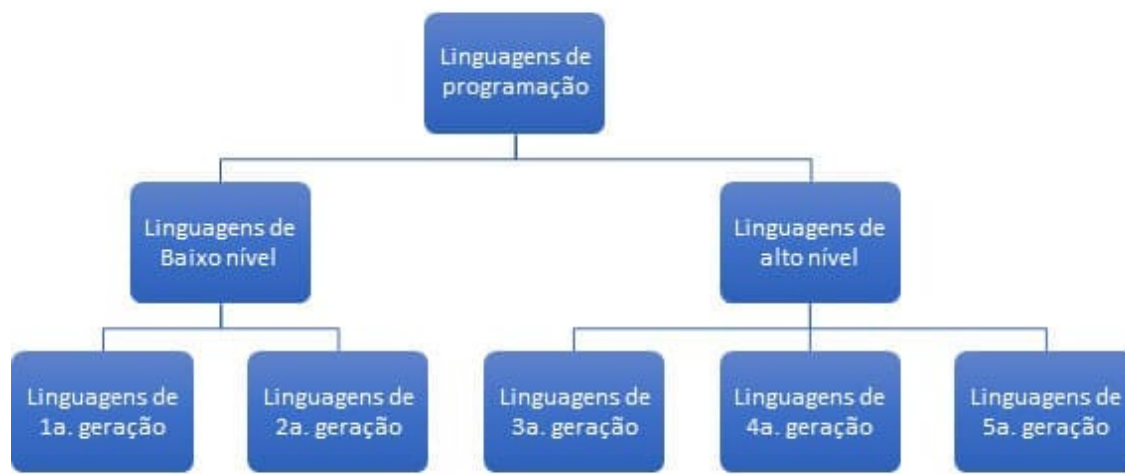 Linguagens de
programação
Linguagens de
Baixo nível
Linguagens de
alto nível
Linguagens de
1a. geração
Linguagens de
2a. geração
Linguagens de
3a. geração
Linguagens de
4a. geração
Linguagens de
5a. geração